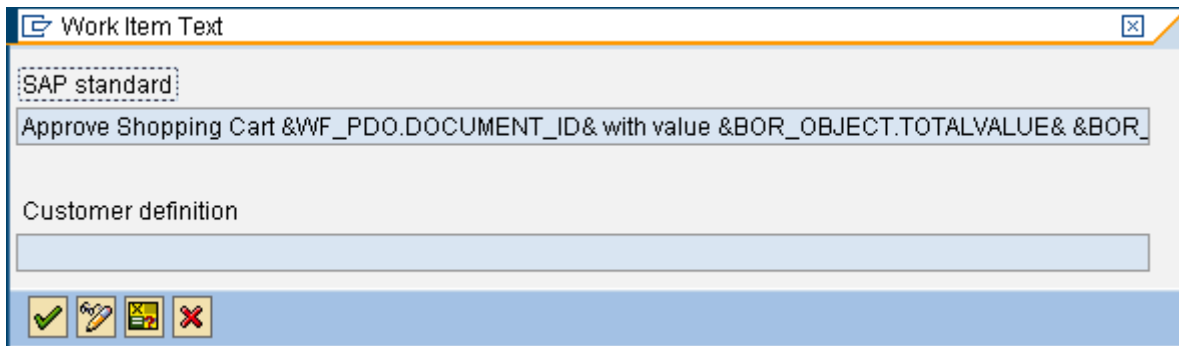 Work Item Text
SAP standard
Approve Shopping Cart &WF_PDO.DOCUMENT_ID& with value &BOR_OBJECT.TOTALVALUE& &BOR_
Customer definition